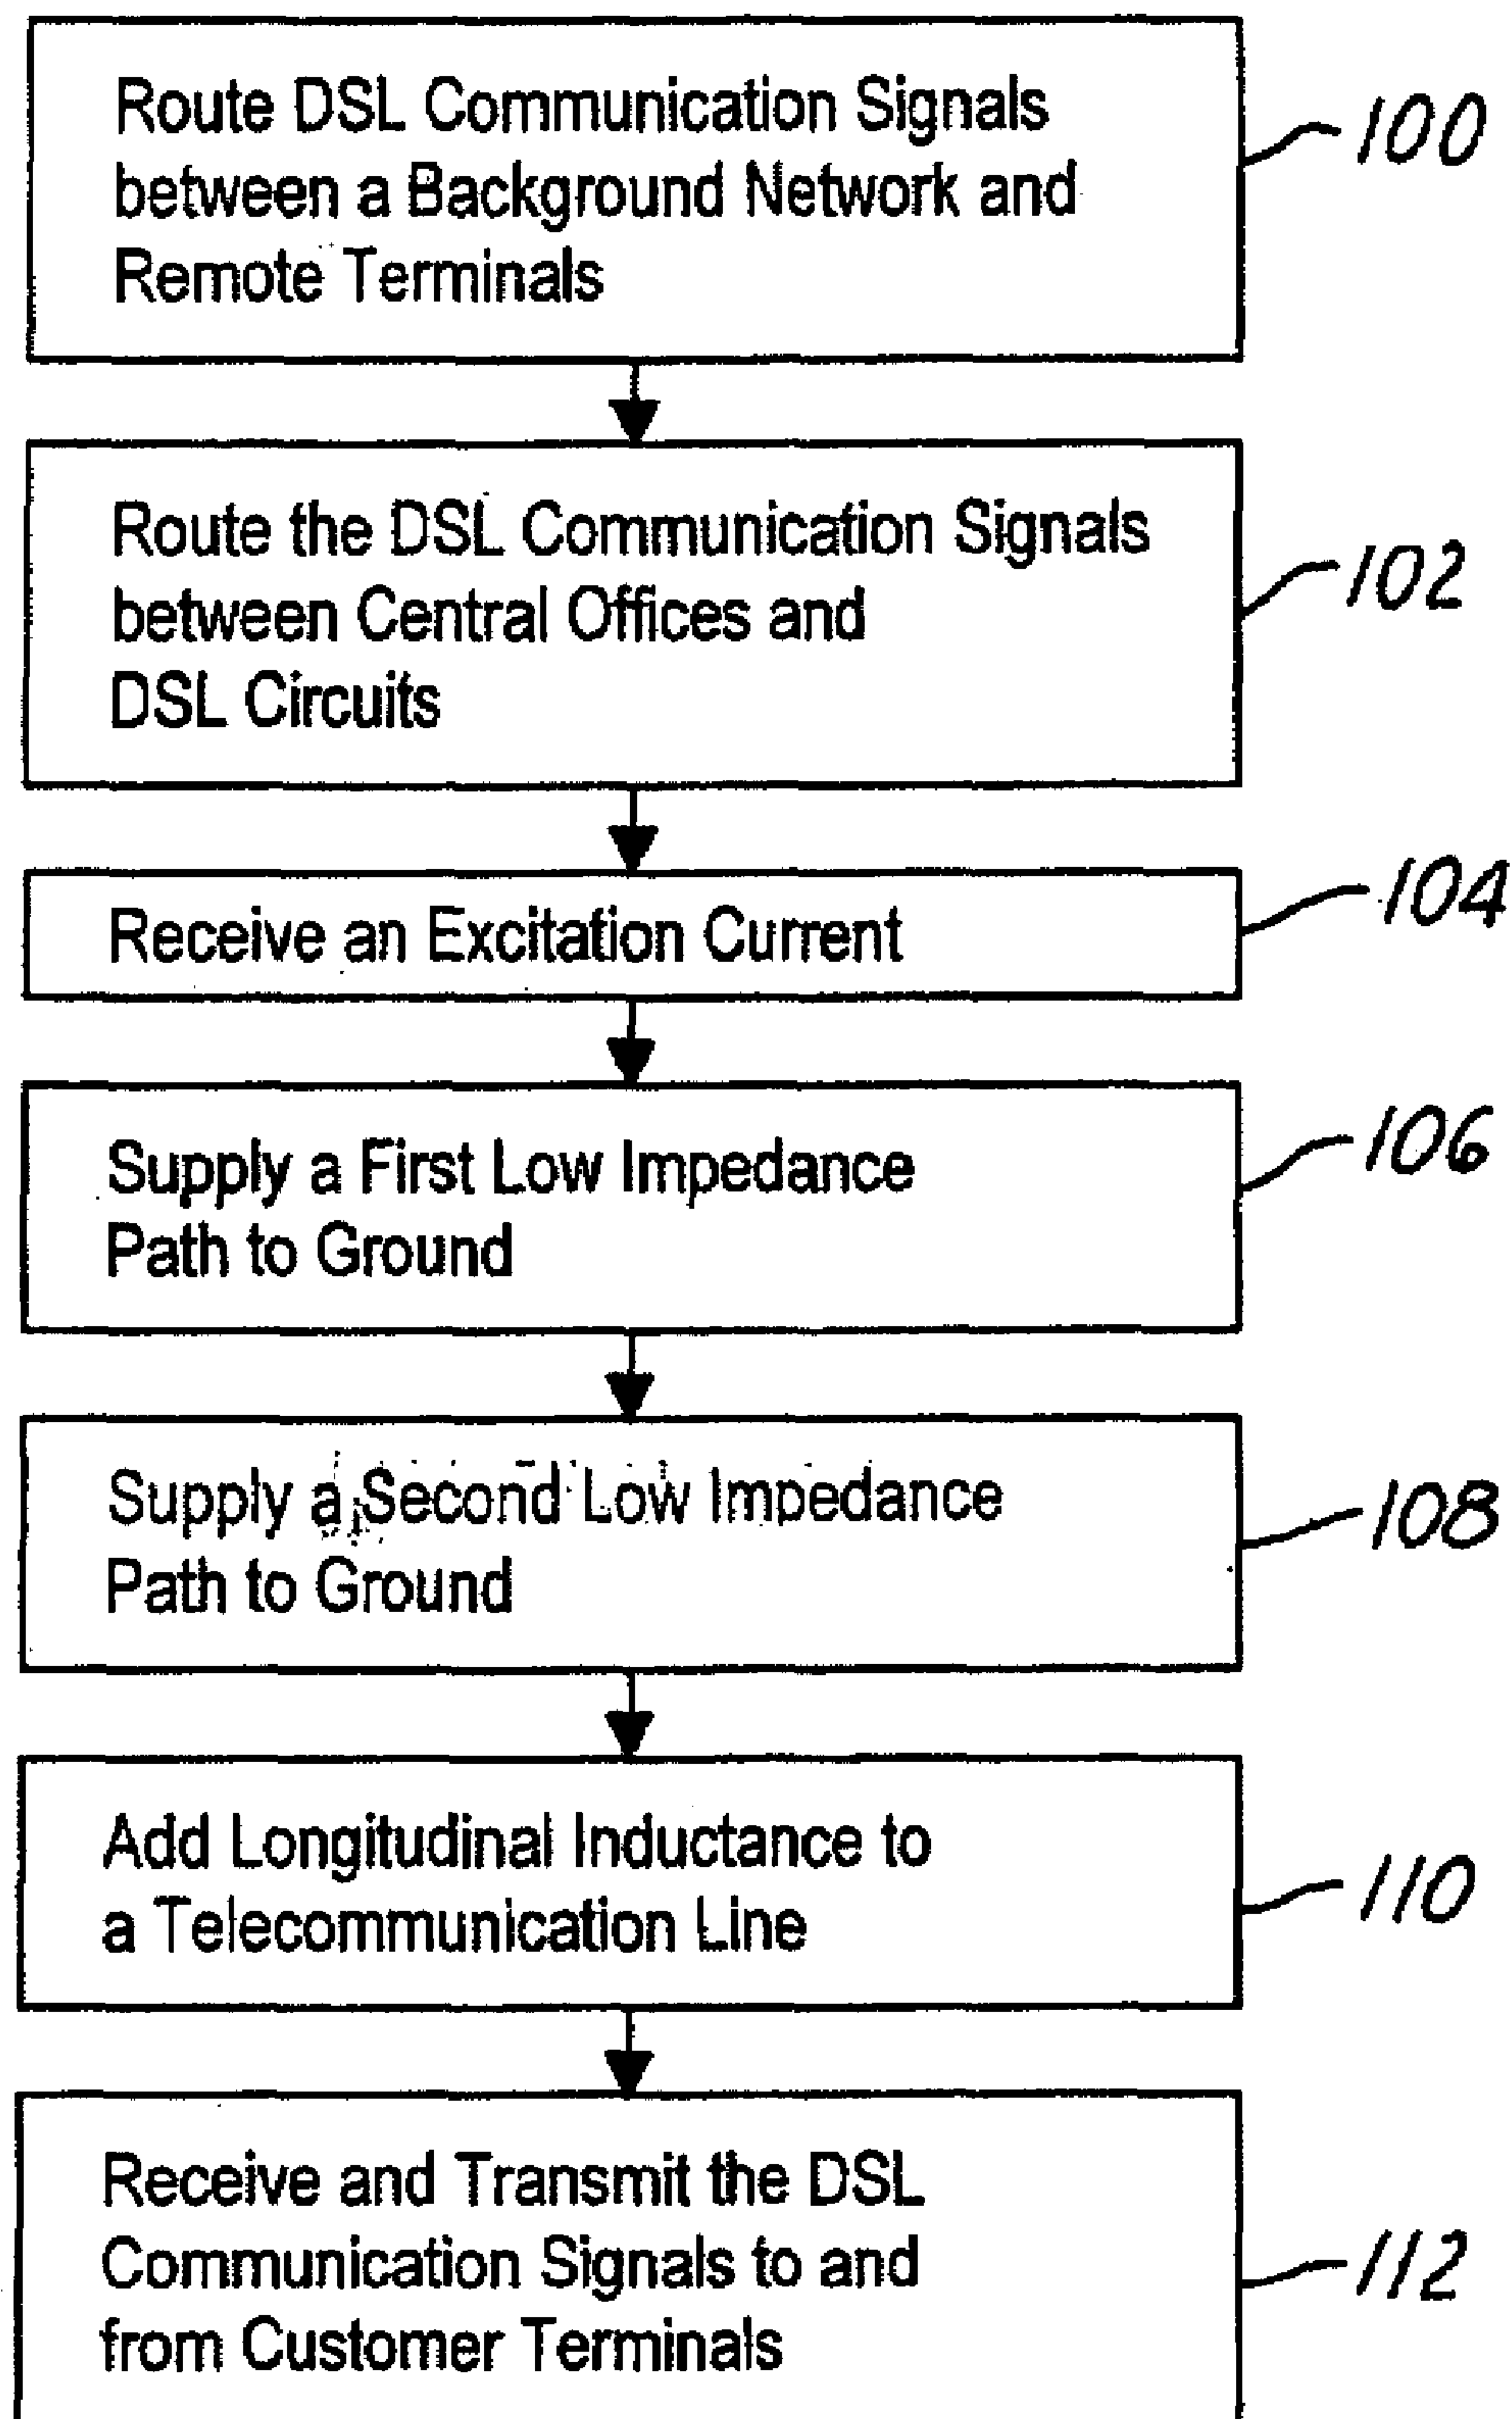 Route DSL Communication Signals
between a Background Network and
Remote Terminals
100
Route the DSL Communication Signals
between Central Offices and
DSL Circuits
102
Receive an Excitation Current
104
Supply a First Low Impedance
Path to Ground
106
Supply a Second Low Impedance
Path to Ground
108
Add Longitudinal Inductance to
a Telecommunication Line
110
Receive and Transmit the DSL
Communication Signals to and
from Customer Terminals
112